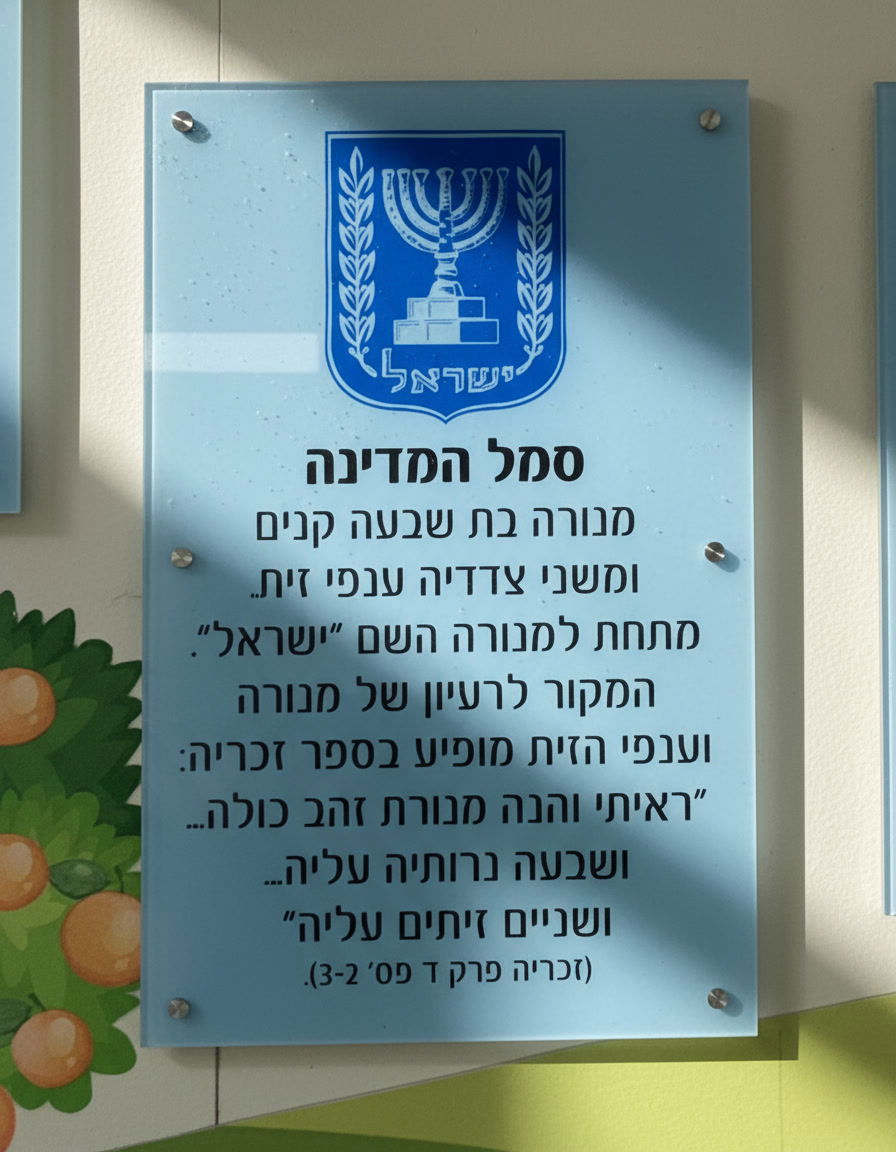 ישראל
סמל המדינה
מנורה בת שבעה קנים
ומשני צדדיה ענפי זית..
מתחת למנורה השם "ישראל".
המקור לרעיון של מנורה
וענפי הזית מופיע בספר זכריה:
"ראיתי והנה מנורת זהב כולה...
ושבעה נרותיה עליה...
ושניים זיתים עליה"
(זכריה פרק ד פס' 3-2).